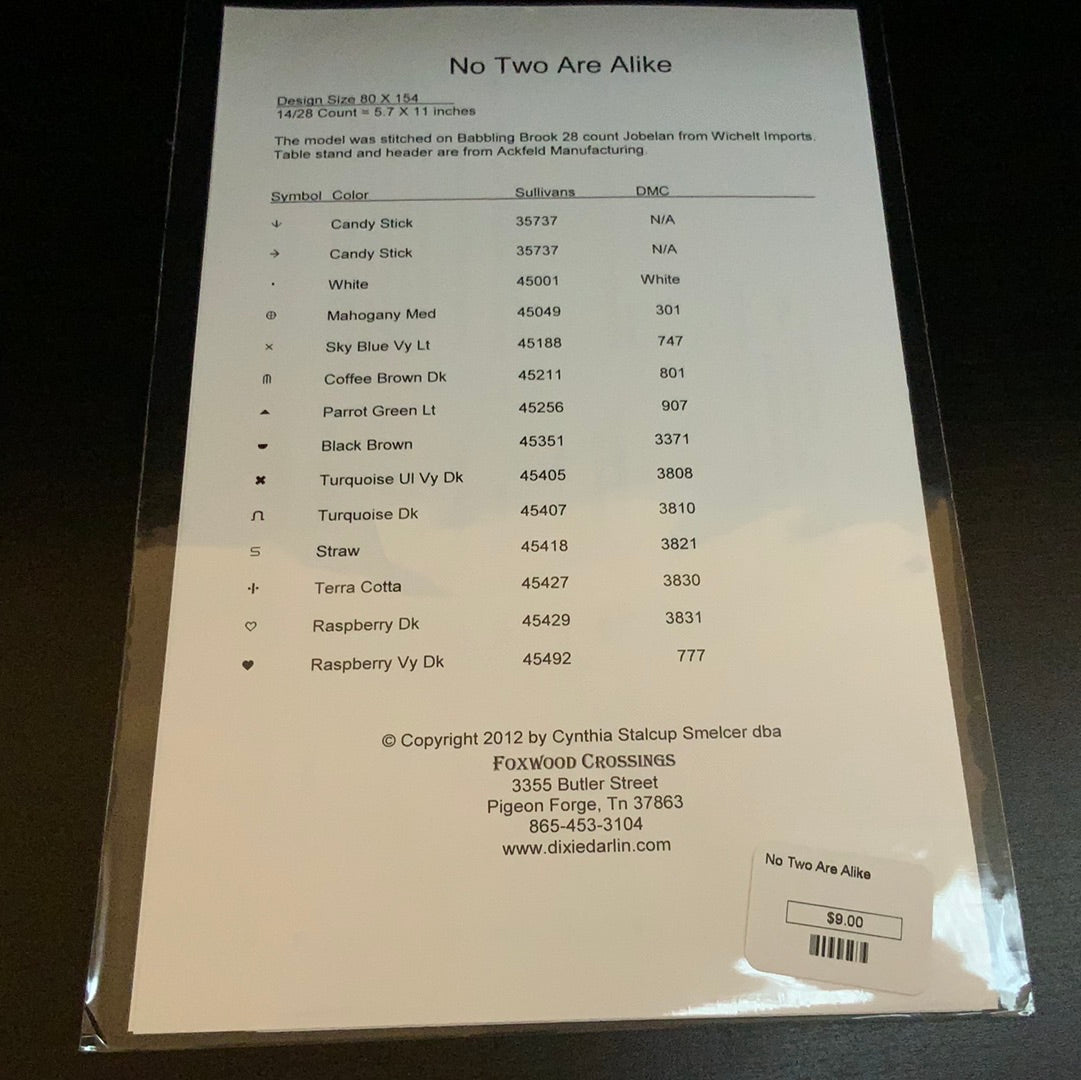 No Two Are Alike
Design Size 80 X 154
14/28 Count = 5.7 X 11 inches
The model was stitched on Babbling Brook 28 count Jobelan from Wichelt Imports.
Table stand and header are from Ackfeld Manufacturing.
Symbol Color Sullivans DMC
↓ Candy Stick 35737 N/A
→ Candy Stick 35737 N/A
· White 45001 White
⊕ Mahogany Med 45049 301
× Sky Blue Vy Lt 45188 747
Coffee Brown Dk 45211 801
▲ Parrot Green Lt 45256 907
Black Brown 45351 3371
✖ Turquoise Ul Vy Dk 45405 3808
∩ Turquoise Dk 45407 3810
S Straw 45418 3821
Terra Cotta 45427 3830
♡ Raspberry Dk 45429 3831
♥ Raspberry Vy Dk 45492 777
© Copyright 2012 by Cynthia Stalcup Smelcer dba
FOXWOOD CROSSINGS
3355 Butler Street
Pigeon Forge, Tn 37863
865-453-3104
www.dixiedarlin.com
No Two Are Alike
$9.00